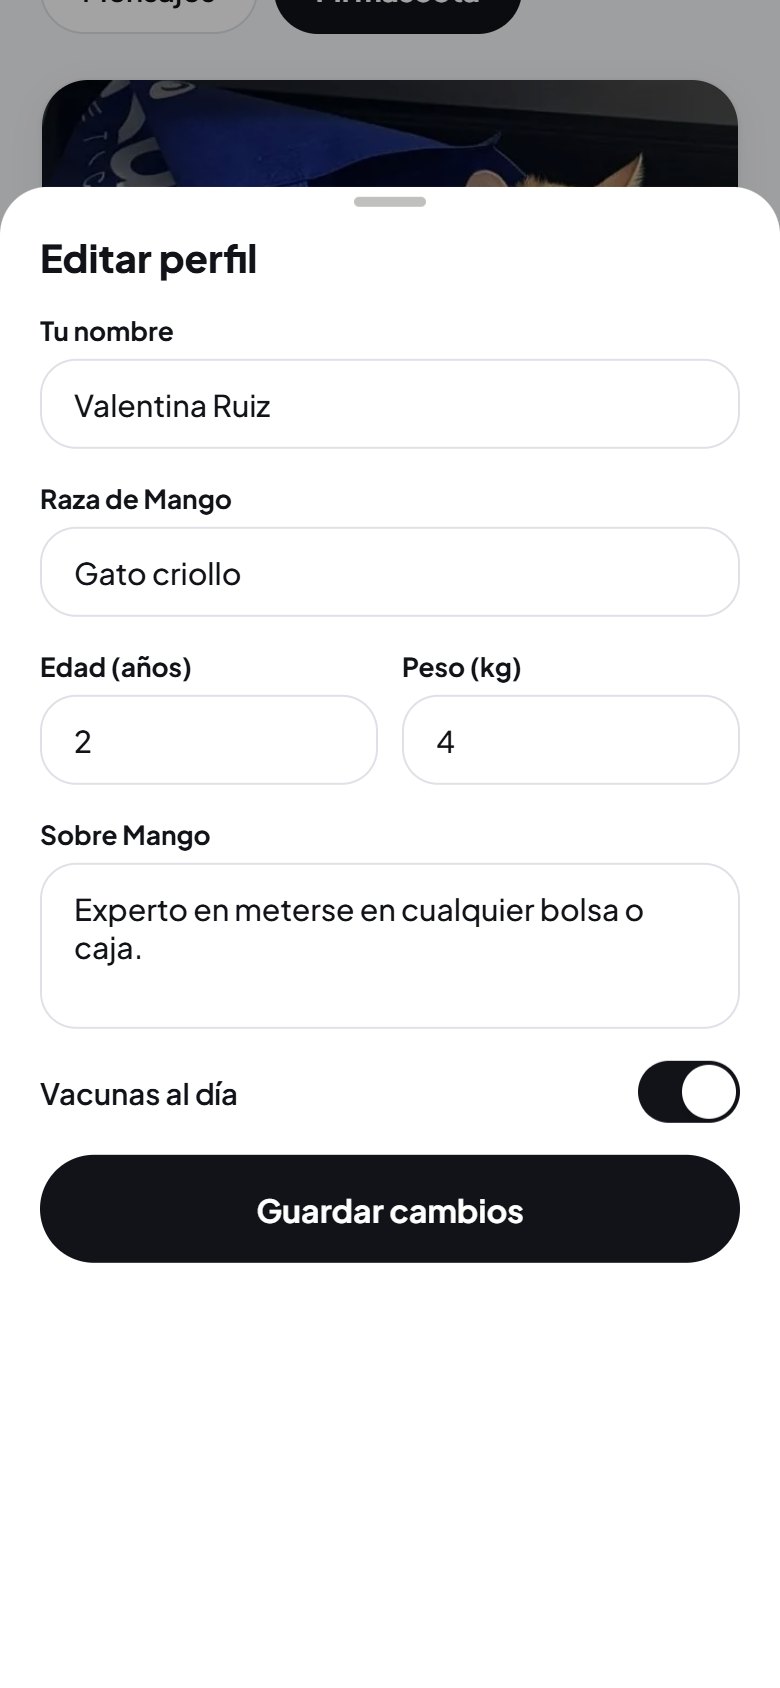 Mensajes
Editar perfil
Tu nombre
Valentina Ruiz
Raza de Mango
Gato criollo
Edad (años)
Peso (kg)
2
4
Sobre Mango
Experto en meterse en cualquier bolsa o
caja.
Vacunas al día
Guardar cambios